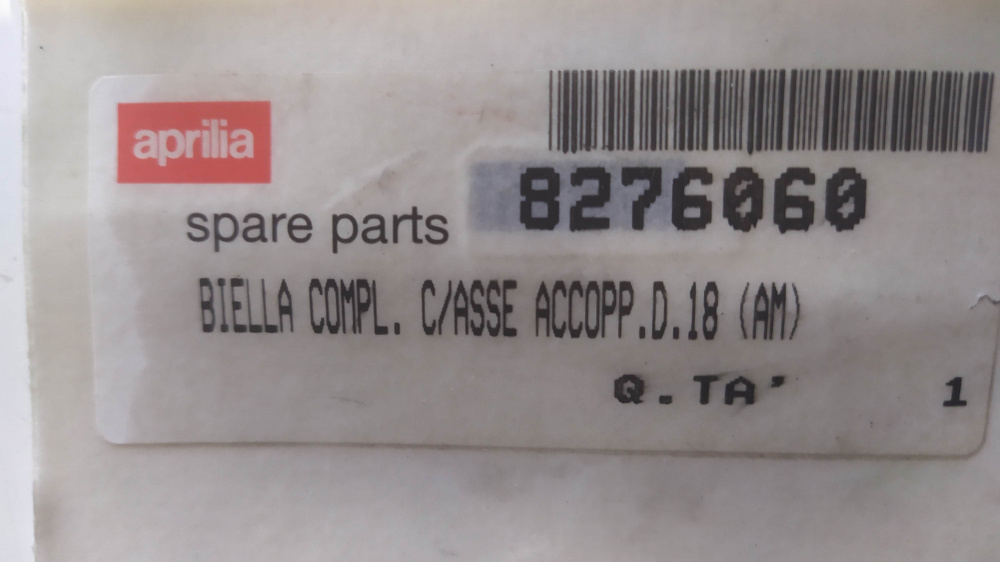 aprilia
8276060
spare parts
BIELLA COMPL. C/ASSE ACCOPP.D.18 (AM)
Q.TA' 1